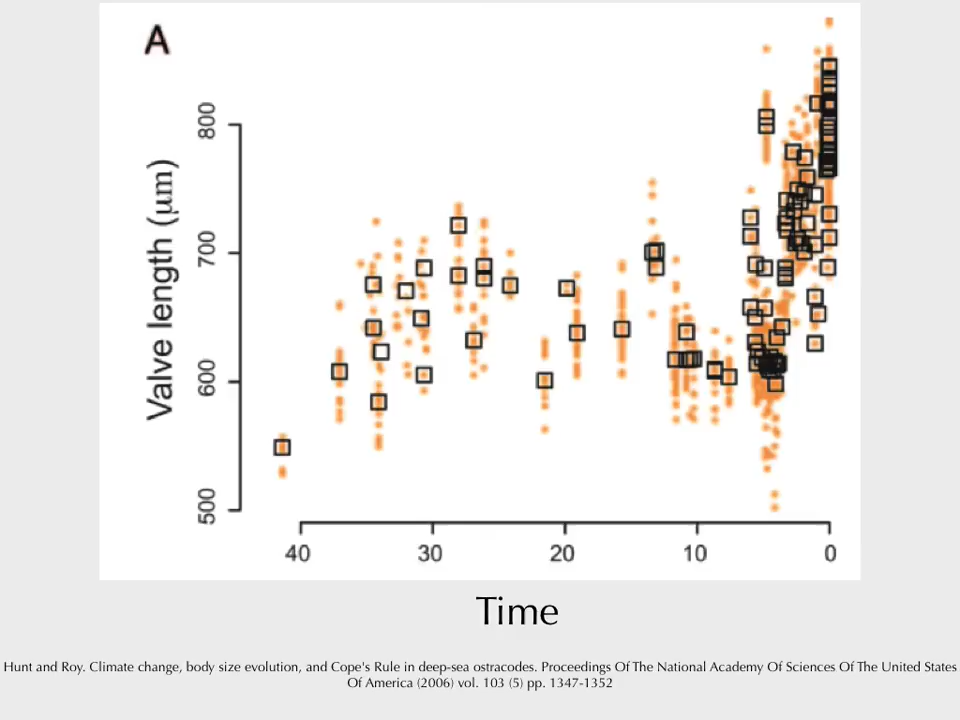 A
Valve length (μm)
800
700
600
500
40 30 20 10 0
Time
Hunt and Roy. Climate change, body size evolution, and Cope's Rule in deep-sea ostracodes. Proceedings Of The National Academy Of Sciences Of The United States
Of America (2006) vol. 103 (5) pp. 1347-1352